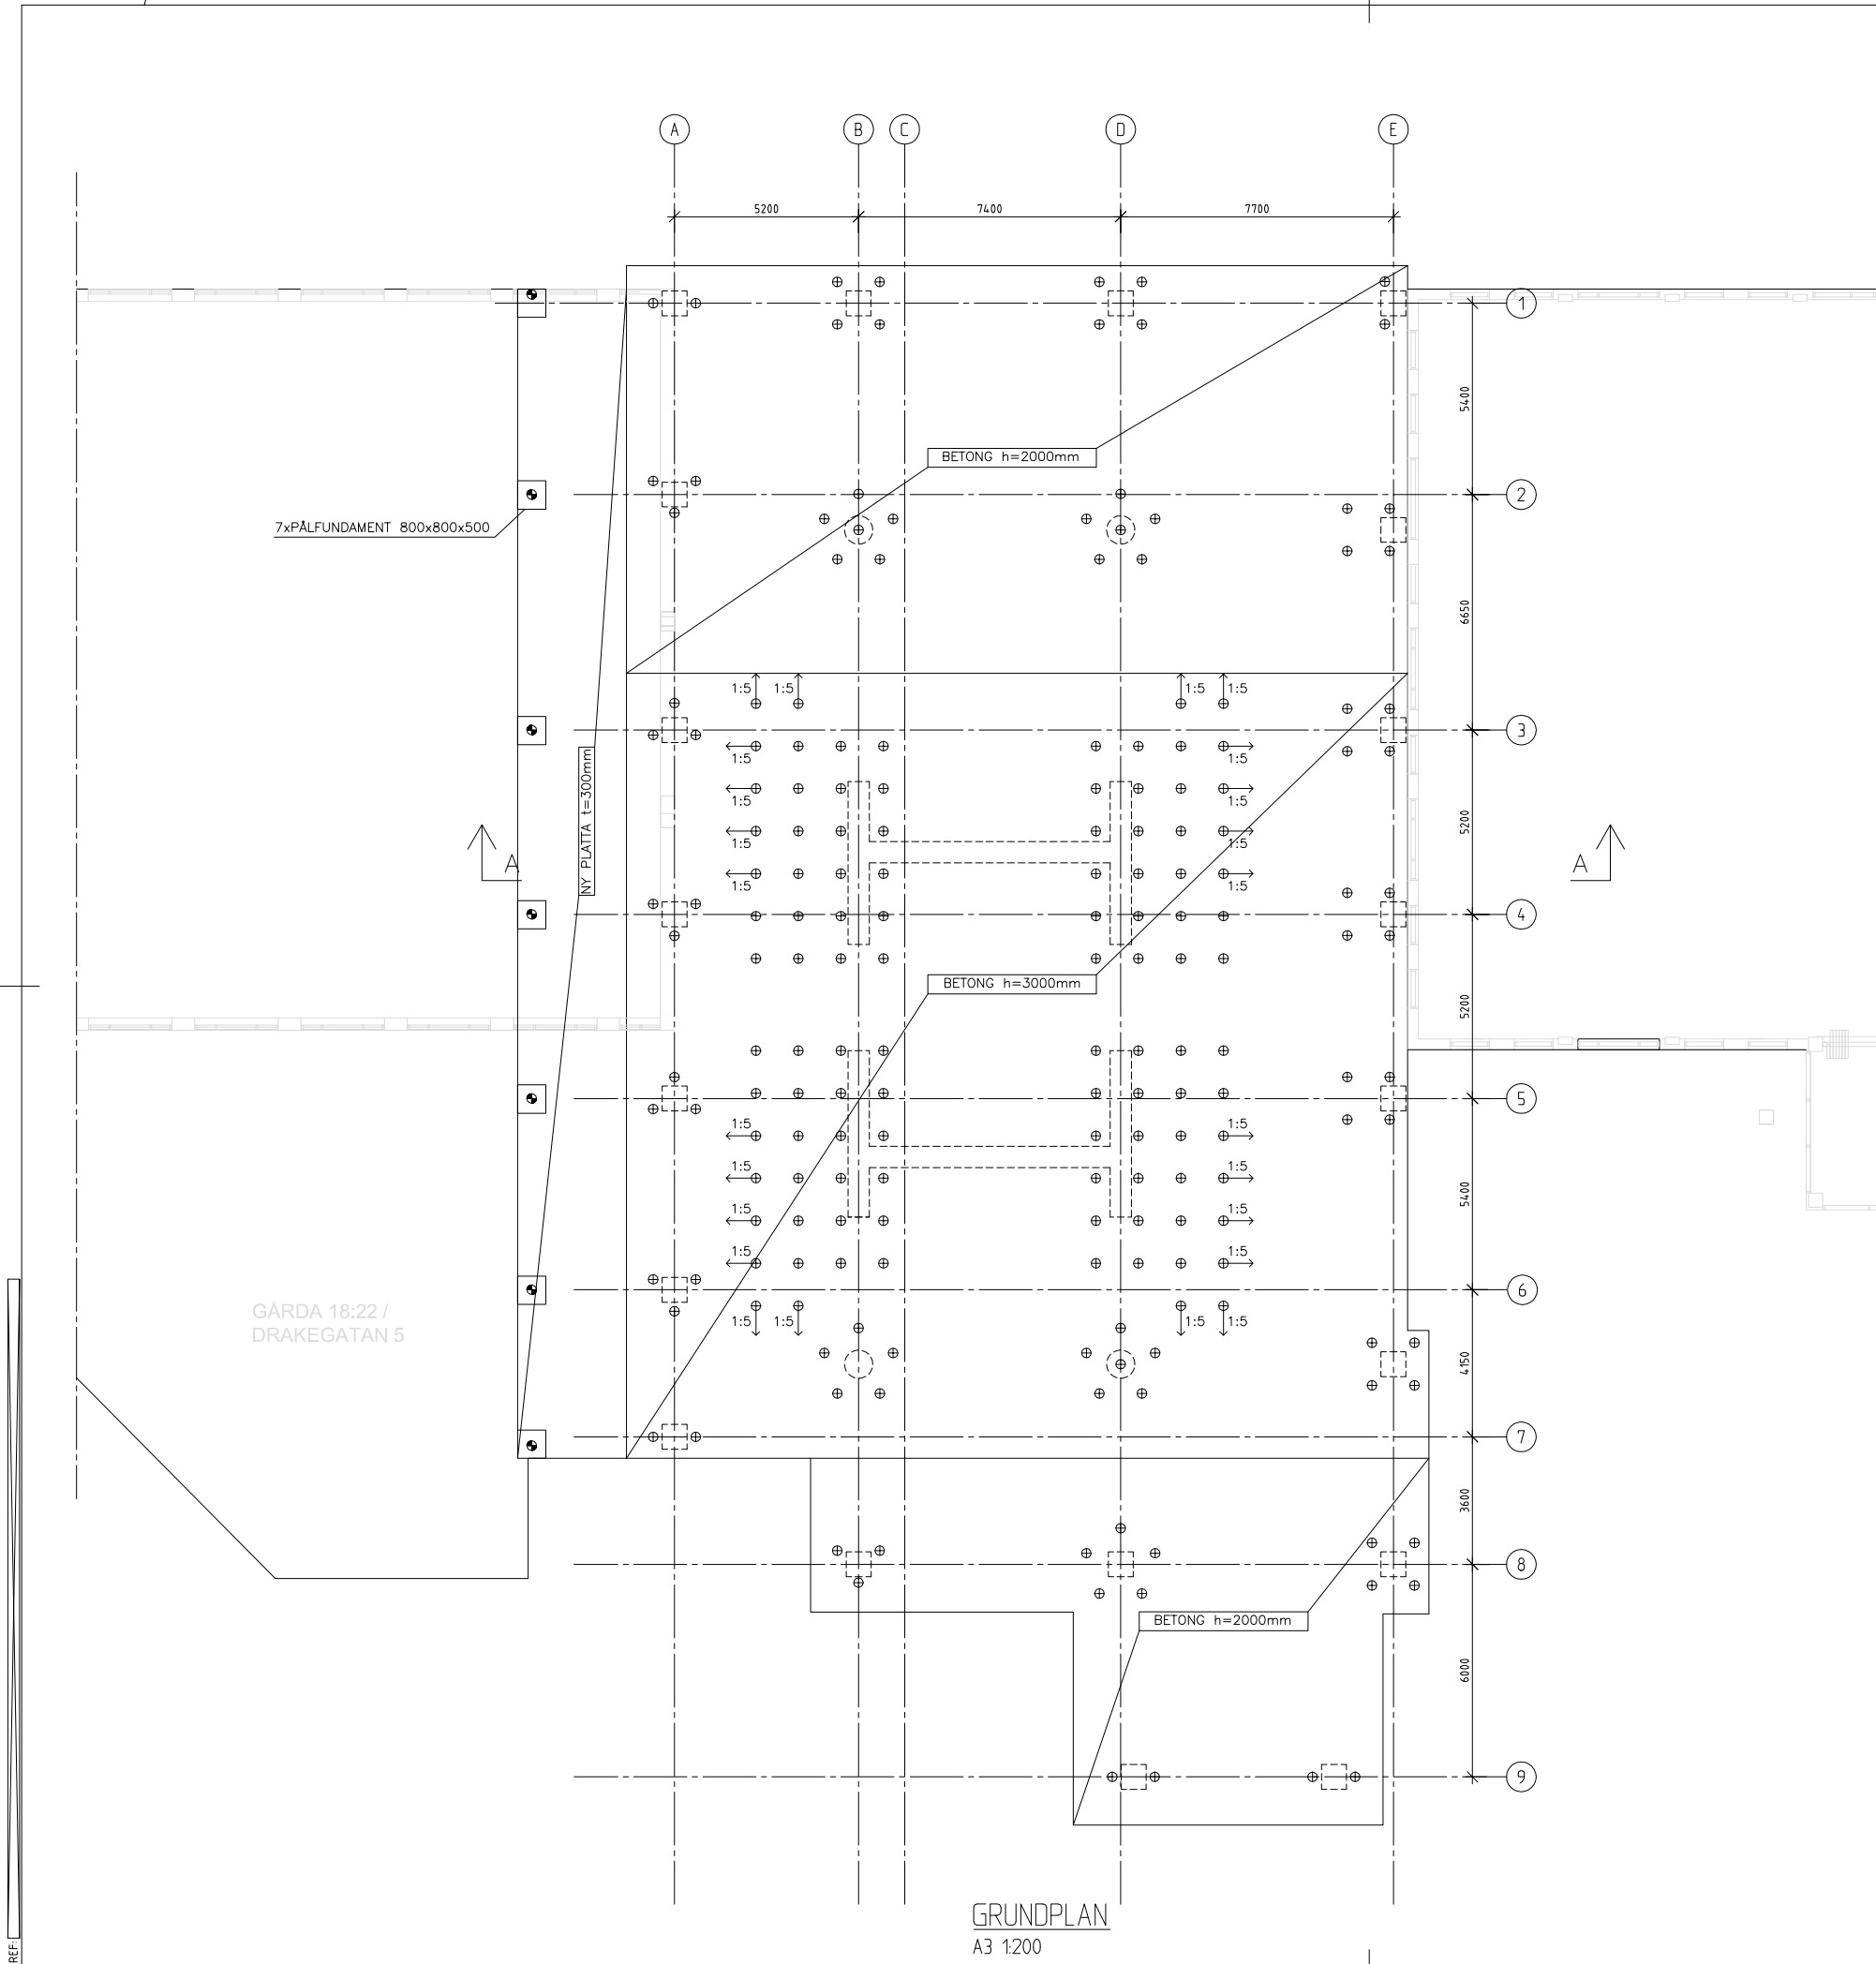 A B C D E
5200 7400 7700
1
5400
BETONG h=2000mm
2
7xPÅLFUNDAMENT 800x800x500
6650
1:5 1:5 1:5 1:5
3
1:5 1:5
NY PLATTA t=300mm
1:5 1:5
5200
1:5 1:5
A A
1:5 1:5
4
BETONG h=3000mm
5200
5
1:5 1:5
1:5 1:5
5400
1:5 1:5
1:5 1:5
6
GÅRDA 18:22 /
DRAKEGATAN 5
1:5 1:5 1:5 1:5
4150
7
3600
8
BETONG h=2000mm
6000
9
GRUNDPLAN
A3 1:200
REF: